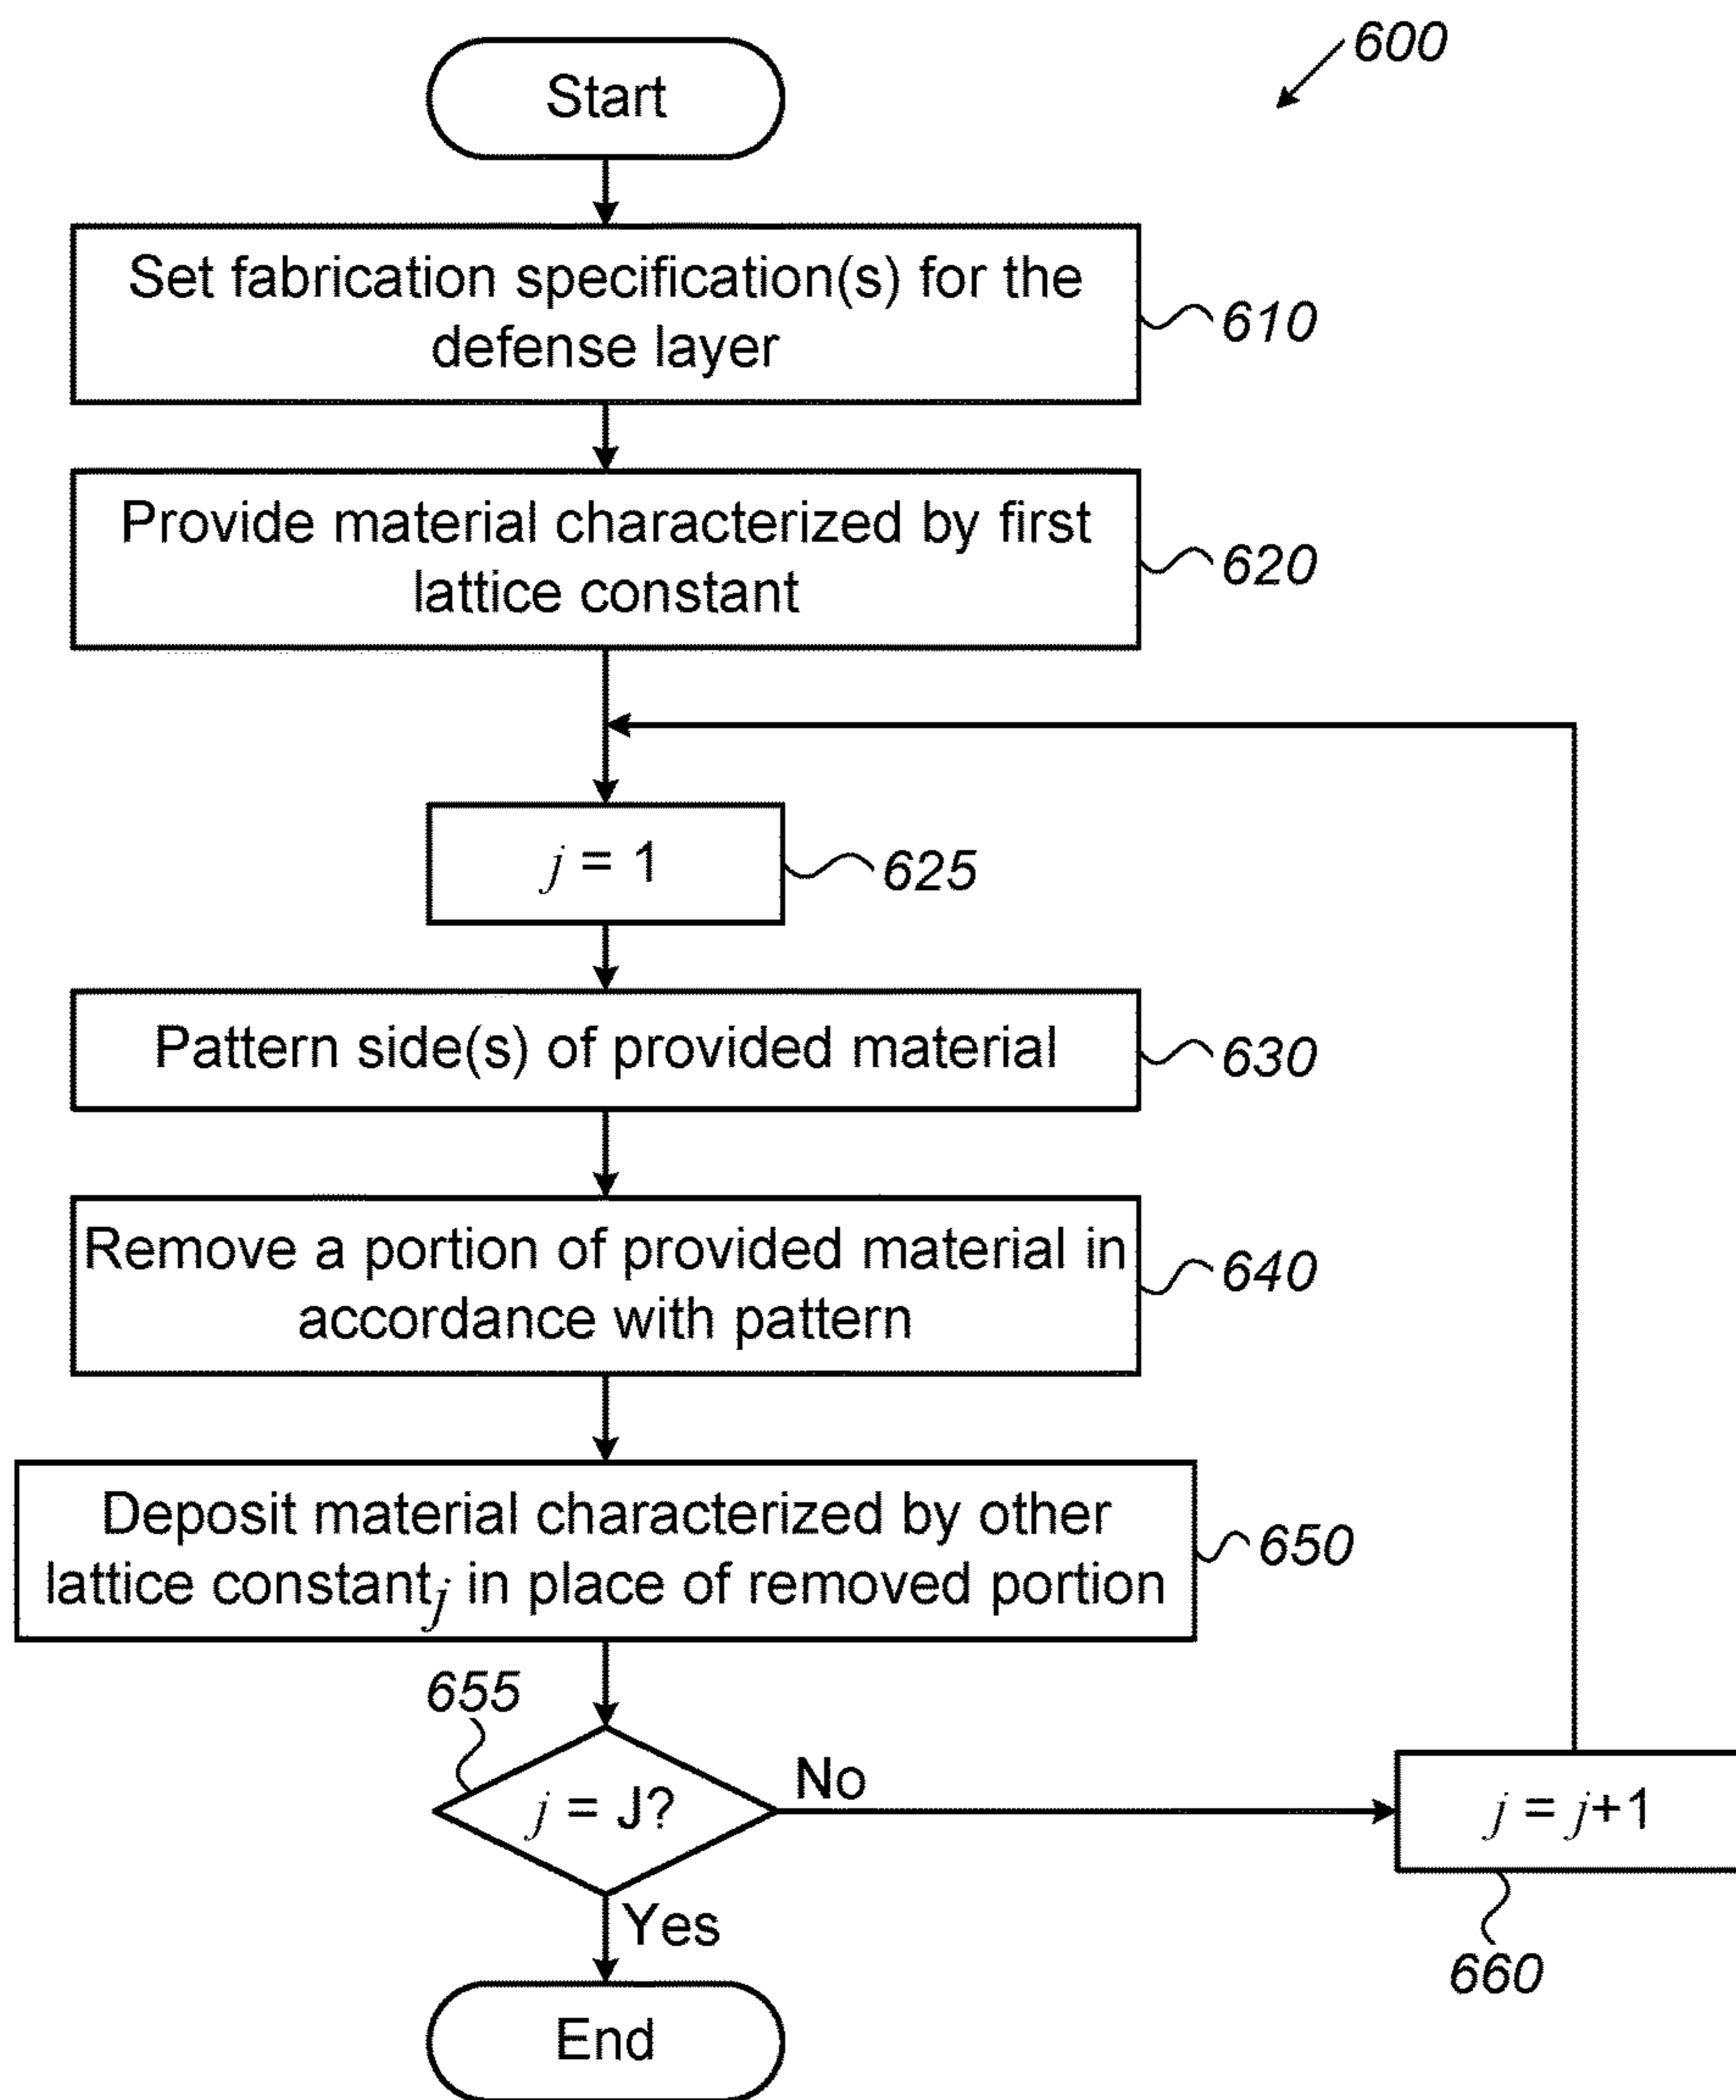 600
Start
Set fabrication specification(s) for the
defense layer
610
Provide material characterized by first
lattice constant
620
j = 1
625
Pattern side(s) of provided material
630
Remove a portion of provided material in
accordance with pattern
640
Deposit material characterized by other
lattice constant j in place of removed portion
650
655
j = J?
No
j = j+1
660
Yes
End